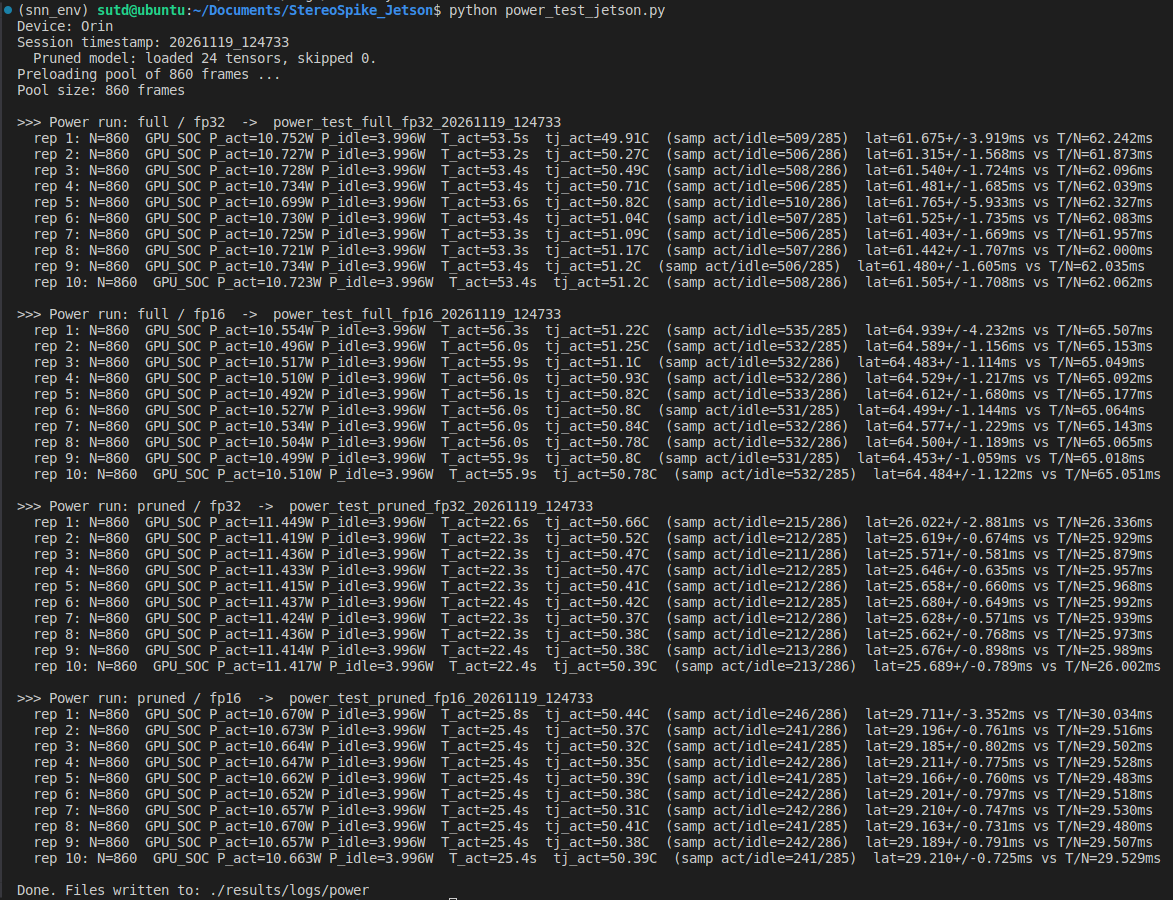 (snn_env) sutd@ubuntu:~/Documents/StereoSpike_Jetson$ python power_test_jetson.py
Device: Orin
Session timestamp: 20261119_124733
  Pruned model: loaded 24 tensors, skipped 0.
Preloading pool of 860 frames ...
Pool size: 860 frames

>>> Power run: full / fp32  ->  power_test_full_fp32_20261119_124733
  rep 1: N=860  GPU_SOC P_act=10.752W P_idle=3.996W  T_act=53.5s  tj_act=49.91C  (samp act/idle=509/285)  lat=61.675+/-3.919ms vs T/N=62.242ms
  rep 2: N=860  GPU_SOC P_act=10.727W P_idle=3.996W  T_act=53.2s  tj_act=50.27C  (samp act/idle=506/285)  lat=61.315+/-1.568ms vs T/N=61.873ms
  rep 3: N=860  GPU_SOC P_act=10.728W P_idle=3.996W  T_act=53.4s  tj_act=50.49C  (samp act/idle=508/286)  lat=61.540+/-1.724ms vs T/N=62.096ms
  rep 4: N=860  GPU_SOC P_act=10.734W P_idle=3.996W  T_act=53.4s  tj_act=50.71C  (samp act/idle=506/285)  lat=61.481+/-1.685ms vs T/N=62.039ms
  rep 5: N=860  GPU_SOC P_act=10.699W P_idle=3.996W  T_act=53.6s  tj_act=50.82C  (samp act/idle=510/286)  lat=61.765+/-5.933ms vs T/N=62.327ms
  rep 6: N=860  GPU_SOC P_act=10.730W P_idle=3.996W  T_act=53.4s  tj_act=51.04C  (samp act/idle=507/285)  lat=61.525+/-1.735ms vs T/N=62.083ms
  rep 7: N=860  GPU_SOC P_act=10.725W P_idle=3.996W  T_act=53.3s  tj_act=51.09C  (samp act/idle=506/285)  lat=61.403+/-1.669ms vs T/N=61.957ms
  rep 8: N=860  GPU_SOC P_act=10.721W P_idle=3.996W  T_act=53.3s  tj_act=51.17C  (samp act/idle=507/286)  lat=61.442+/-1.707ms vs T/N=62.000ms
  rep 9: N=860  GPU_SOC P_act=10.734W P_idle=3.996W  T_act=53.4s  tj_act=51.2C  (samp act/idle=506/285)  lat=61.480+/-1.605ms vs T/N=62.035ms
  rep 10: N=860  GPU_SOC P_act=10.723W P_idle=3.996W  T_act=53.4s  tj_act=51.2C  (samp act/idle=508/286)  lat=61.505+/-1.708ms vs T/N=62.062ms

>>> Power run: full / fp16  ->  power_test_full_fp16_20261119_124733
  rep 1: N=860  GPU_SOC P_act=10.554W P_idle=3.996W  T_act=56.3s  tj_act=51.22C  (samp act/idle=535/285)  lat=64.939+/-4.232ms vs T/N=65.507ms
  rep 2: N=860  GPU_SOC P_act=10.496W P_idle=3.996W  T_act=56.0s  tj_act=51.25C  (samp act/idle=532/285)  lat=64.589+/-1.156ms vs T/N=65.153ms
  rep 3: N=860  GPU_SOC P_act=10.517W P_idle=3.996W  T_act=55.9s  tj_act=51.1C  (samp act/idle=532/286)  lat=64.483+/-1.114ms vs T/N=65.049ms
  rep 4: N=860  GPU_SOC P_act=10.510W P_idle=3.996W  T_act=56.0s  tj_act=50.93C  (samp act/idle=532/286)  lat=64.529+/-1.217ms vs T/N=65.092ms
  rep 5: N=860  GPU_SOC P_act=10.492W P_idle=3.996W  T_act=56.1s  tj_act=50.82C  (samp act/idle=533/286)  lat=64.612+/-1.680ms vs T/N=65.177ms
  rep 6: N=860  GPU_SOC P_act=10.527W P_idle=3.996W  T_act=56.0s  tj_act=50.8C  (samp act/idle=531/285)  lat=64.499+/-1.144ms vs T/N=65.064ms
  rep 7: N=860  GPU_SOC P_act=10.534W P_idle=3.996W  T_act=56.0s  tj_act=50.84C  (samp act/idle=532/286)  lat=64.577+/-1.229ms vs T/N=65.143ms
  rep 8: N=860  GPU_SOC P_act=10.504W P_idle=3.996W  T_act=56.0s  tj_act=50.78C  (samp act/idle=532/286)  lat=64.500+/-1.189ms vs T/N=65.065ms
  rep 9: N=860  GPU_SOC P_act=10.499W P_idle=3.996W  T_act=55.9s  tj_act=50.8C  (samp act/idle=531/285)  lat=64.453+/-1.059ms vs T/N=65.018ms
  rep 10: N=860  GPU_SOC P_act=10.510W P_idle=3.996W  T_act=55.9s  tj_act=50.78C  (samp act/idle=532/285)  lat=64.484+/-1.122ms vs T/N=65.051ms

>>> Power run: pruned / fp32  ->  power_test_pruned_fp32_20261119_124733
  rep 1: N=860  GPU_SOC P_act=11.449W P_idle=3.996W  T_act=22.6s  tj_act=50.66C  (samp act/idle=215/286)  lat=26.022+/-2.881ms vs T/N=26.336ms
  rep 2: N=860  GPU_SOC P_act=11.419W P_idle=3.996W  T_act=22.3s  tj_act=50.52C  (samp act/idle=212/285)  lat=25.619+/-0.674ms vs T/N=25.929ms
  rep 3: N=860  GPU_SOC P_act=11.436W P_idle=3.996W  T_act=22.3s  tj_act=50.47C  (samp act/idle=211/286)  lat=25.571+/-0.581ms vs T/N=25.879ms
  rep 4: N=860  GPU_SOC P_act=11.433W P_idle=3.996W  T_act=22.3s  tj_act=50.47C  (samp act/idle=212/285)  lat=25.646+/-0.635ms vs T/N=25.957ms
  rep 5: N=860  GPU_SOC P_act=11.415W P_idle=3.996W  T_act=22.3s  tj_act=50.41C  (samp act/idle=212/285)  lat=25.658+/-0.660ms vs T/N=25.968ms
  rep 6: N=860  GPU_SOC P_act=11.437W P_idle=3.996W  T_act=22.4s  tj_act=50.42C  (samp act/idle=212/285)  lat=25.680+/-0.649ms vs T/N=25.992ms
  rep 7: N=860  GPU_SOC P_act=11.424W P_idle=3.996W  T_act=22.3s  tj_act=50.37C  (samp act/idle=212/285)  lat=25.628+/-0.571ms vs T/N=25.939ms
  rep 8: N=860  GPU_SOC P_act=11.436W P_idle=3.996W  T_act=22.3s  tj_act=50.38C  (samp act/idle=212/286)  lat=25.662+/-0.768ms vs T/N=25.973ms
  rep 9: N=860  GPU_SOC P_act=11.414W P_idle=3.996W  T_act=22.4s  tj_act=50.38C  (samp act/idle=213/286)  lat=25.676+/-0.898ms vs T/N=25.989ms
  rep 10: N=860  GPU_SOC P_act=11.417W P_idle=3.996W  T_act=22.4s  tj_act=50.39C  (samp act/idle=213/286)  lat=25.689+/-0.789ms vs T/N=26.002ms

>>> Power run: pruned / fp16  ->  power_test_pruned_fp16_20261119_124733
  rep 1: N=860  GPU_SOC P_act=10.670W P_idle=3.996W  T_act=25.8s  tj_act=50.44C  (samp act/idle=246/286)  lat=29.711+/-3.352ms vs T/N=30.034ms
  rep 2: N=860  GPU_SOC P_act=10.673W P_idle=3.996W  T_act=25.4s  tj_act=50.37C  (samp act/idle=241/286)  lat=29.196+/-0.761ms vs T/N=29.516ms
  rep 3: N=860  GPU_SOC P_act=10.664W P_idle=3.996W  T_act=25.4s  tj_act=50.32C  (samp act/idle=241/285)  lat=29.185+/-0.802ms vs T/N=29.502ms
  rep 4: N=860  GPU_SOC P_act=10.647W P_idle=3.996W  T_act=25.4s  tj_act=50.35C  (samp act/idle=242/286)  lat=29.211+/-0.775ms vs T/N=29.528ms
  rep 5: N=860  GPU_SOC P_act=10.662W P_idle=3.996W  T_act=25.4s  tj_act=50.39C  (samp act/idle=241/285)  lat=29.166+/-0.760ms vs T/N=29.483ms
  rep 6: N=860  GPU_SOC P_act=10.652W P_idle=3.996W  T_act=25.4s  tj_act=50.38C  (samp act/idle=242/286)  lat=29.201+/-0.797ms vs T/N=29.518ms
  rep 7: N=860  GPU_SOC P_act=10.657W P_idle=3.996W  T_act=25.4s  tj_act=50.31C  (samp act/idle=242/286)  lat=29.210+/-0.747ms vs T/N=29.530ms
  rep 8: N=860  GPU_SOC P_act=10.670W P_idle=3.996W  T_act=25.4s  tj_act=50.41C  (samp act/idle=241/285)  lat=29.163+/-0.731ms vs T/N=29.480ms
  rep 9: N=860  GPU_SOC P_act=10.657W P_idle=3.996W  T_act=25.4s  tj_act=50.38C  (samp act/idle=242/286)  lat=29.189+/-0.791ms vs T/N=29.507ms
  rep 10: N=860  GPU_SOC P_act=10.663W P_idle=3.996W  T_act=25.4s  tj_act=50.39C  (samp act/idle=241/285)  lat=29.210+/-0.725ms vs T/N=29.529ms

Done. Files written to: ./results/logs/power